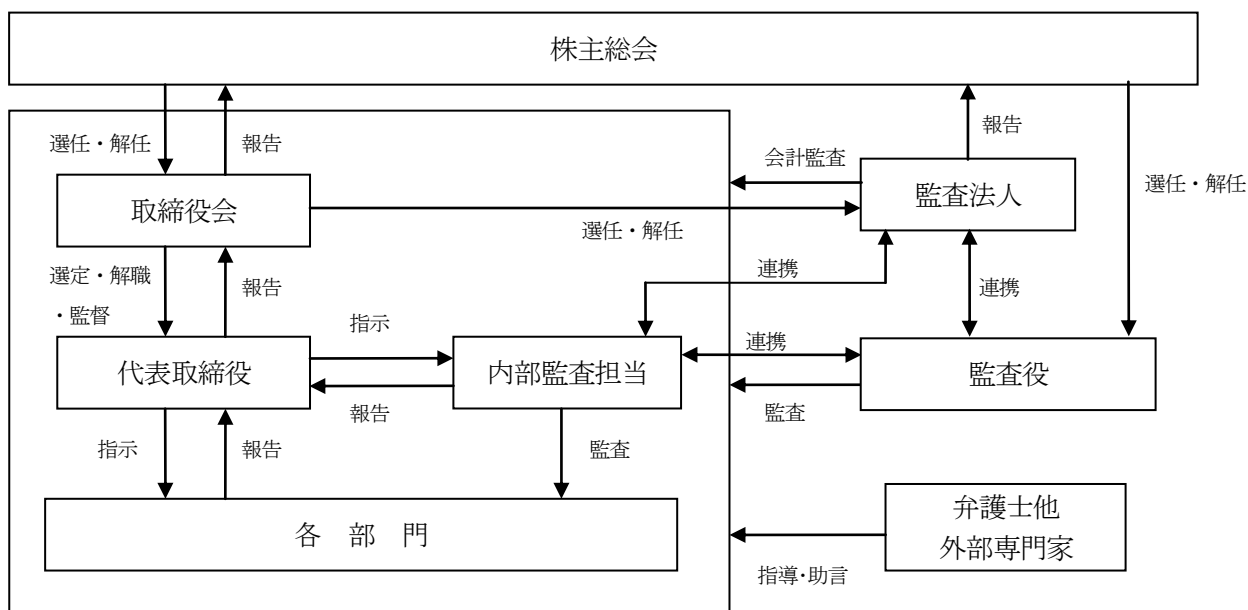 株主総会
選任・解任
報告
報告
会計監査
選任・解任
取締役会
監査法人
選任・解任
選定・解職
・監督
報告
連携
連携
指示
連携
代表取締役
内部監査担当
監査役
報告
監査
指示
報告
監査
各 部 門
弁護士他
外部専門家
指導・助言